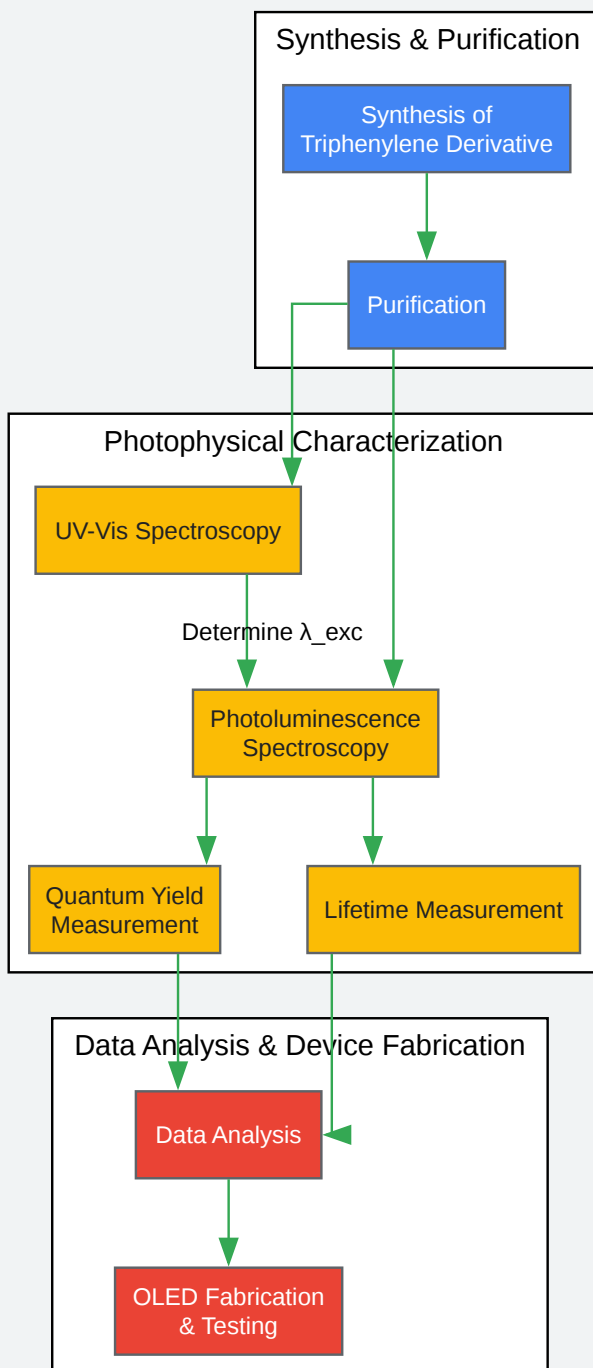 Synthesis & Purification
Synthesis of
Triphenylene Derivative
Purification
Photophysical Characterization
UV-Vis Spectroscopy
Determine λ_exc
Photoluminescence
Spectroscopy
Quantum Yield
Measurement
Lifetime Measurement
Data Analysis & Device Fabrication
Data Analysis
OLED Fabrication
& Testing